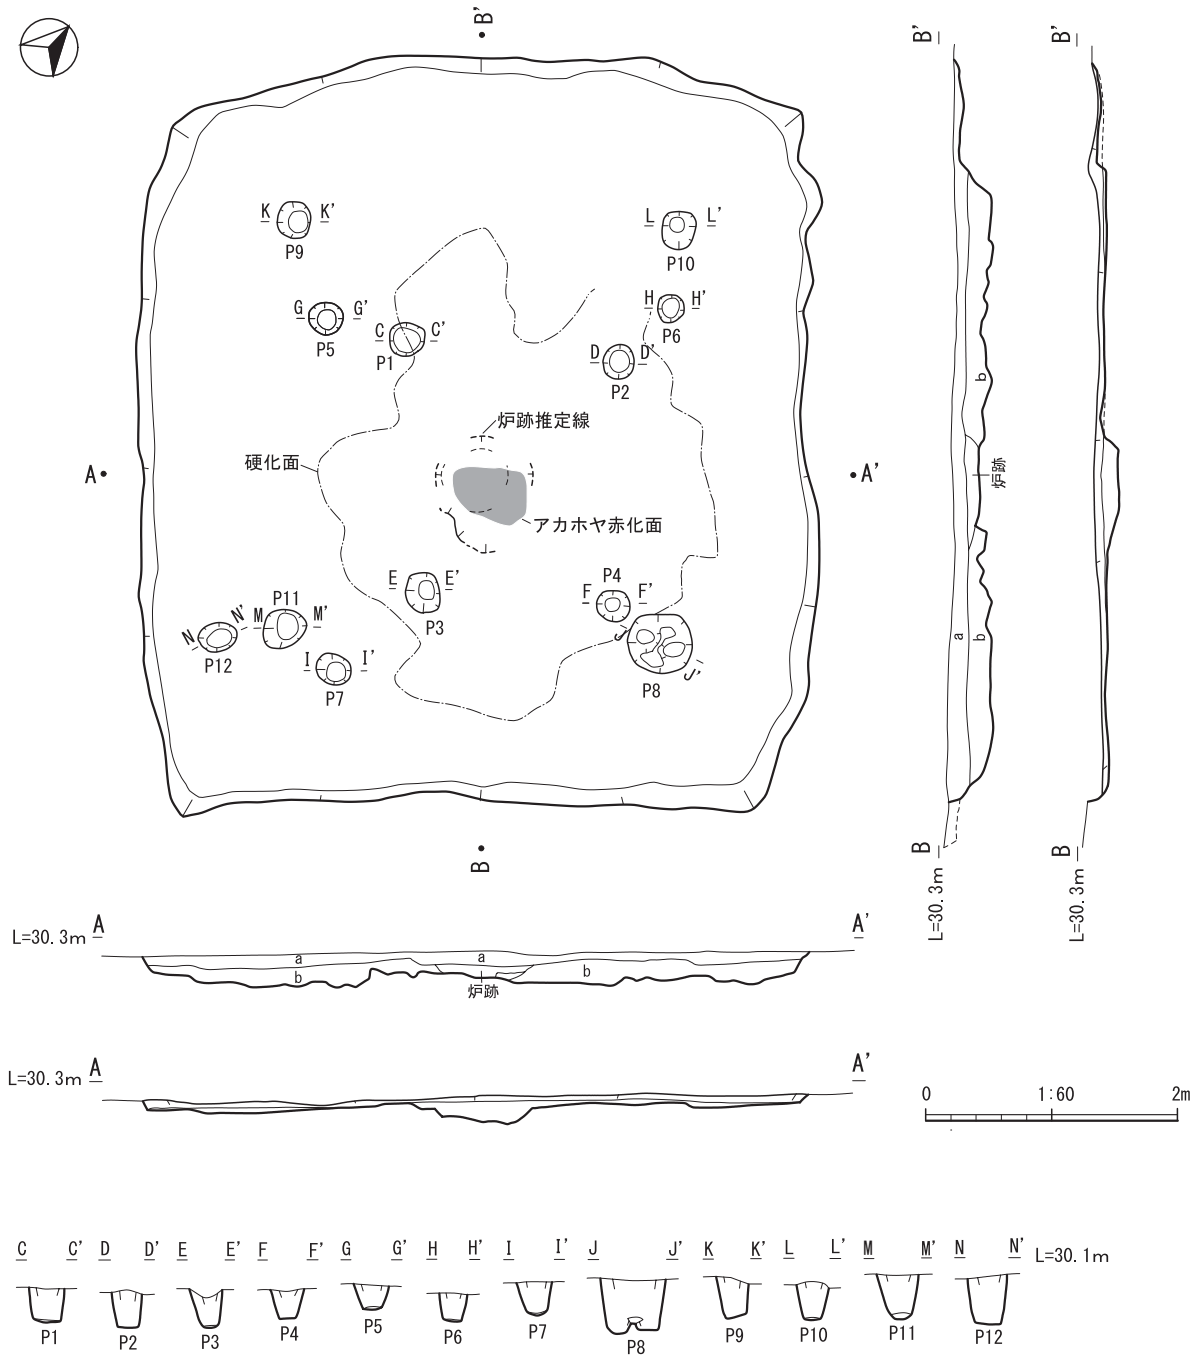 B'
B'
B'
K K'
P9
L L'
P10
G G'
P5
H H'
P6
C C'
P1
D D'
P2
炉跡推定線
硬化面
A
A'
アカホヤ赤化面
b
炉跡
E E'
P3
P4
F F'
J
J'
P8
P11
M M'
N N'
P12
I I'
P7
a b
B
B
B
L=30.3m
L=30.3m
L=30.3m A A'
a a
b b
炉跡
L=30.3m A A'
0 1:60 2m
C C' D D' E E' F F' G G' H H' I I' J J' K K' L L' M M' N N' L=30.1m
P1 P2 P3 P4 P5 P6 P7 P8 P9 P10 P11 P12